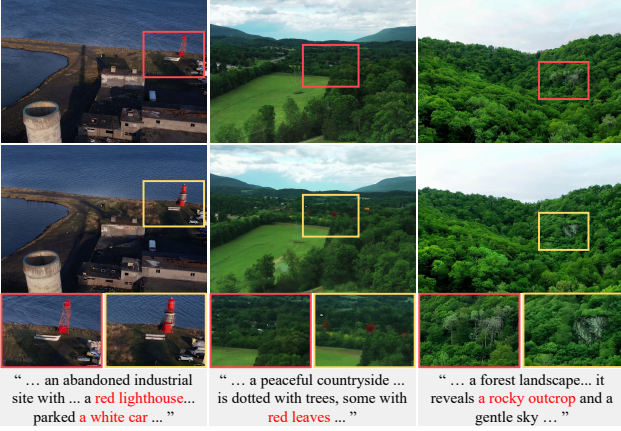 “ … an abandoned industrial
site with ... a red lighthouse...
parked a white car ... ”
“ … a peaceful countryside ...
is dotted with trees, some with
red leaves ... ”
“ … a forest landscape... it
reveals a rocky outcrop and a
gentle sky … ”